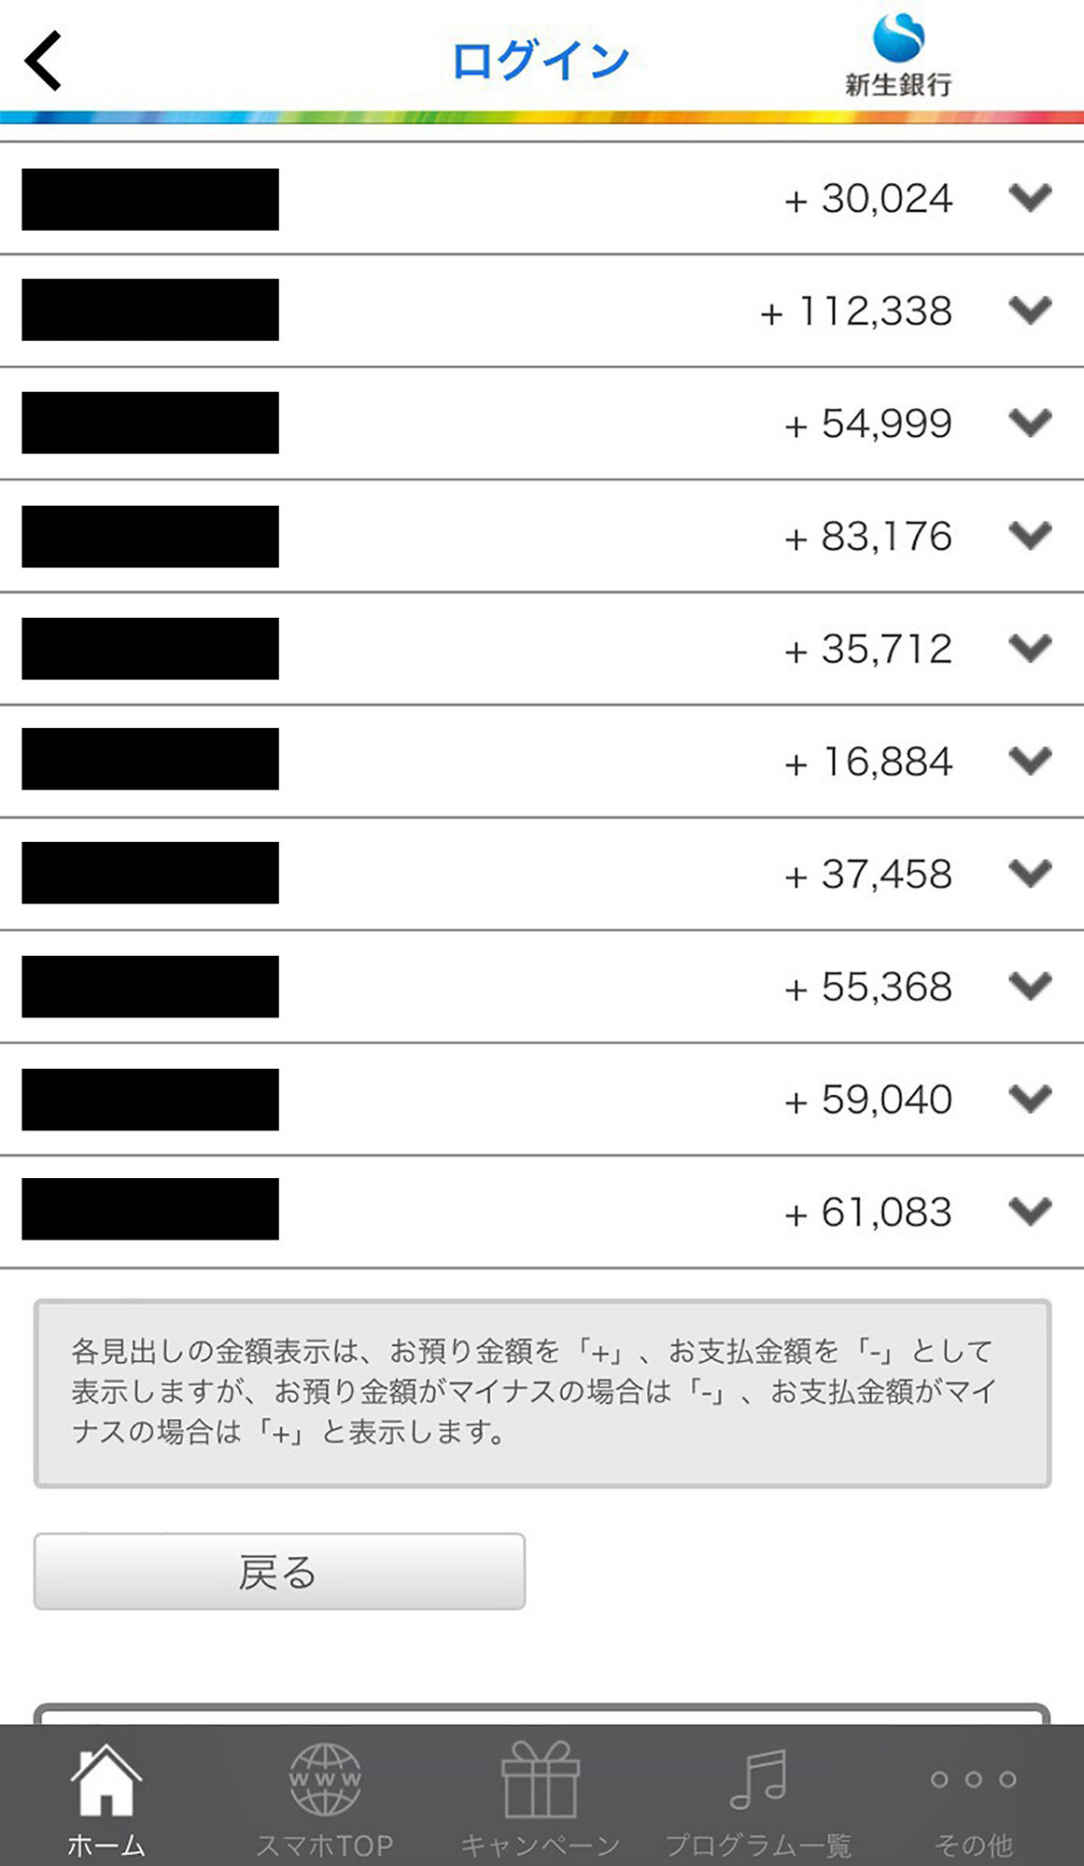 ログイン
新生銀行
+ 30,024
+ 112,338
+ 54,999
+ 83,176
+ 35,712
+ 16,884
+ 37,458
+ 55,368
+ 59,040
+ 61,083
各見出しの金額表示は、お預り金額を「+」、お支払金額を「-」として
表示しますが、お預り金額がマイナスの場合は「-」、お支払金額がマイ
ナスの場合は「+」と表示します。
戻る
WWW
ホーム
スマホTOP
キャンペーン
プログラム一覧
その他